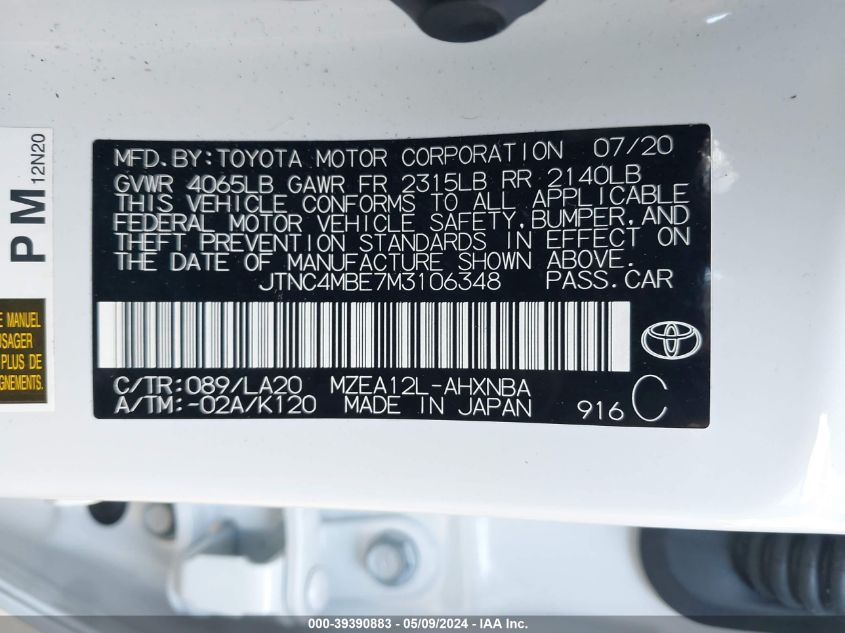 MFD.BY:TOYOTA MOTOR CORPORATION 07/20
GVWR 4065LB GAWR FR 2315LB RR 2140LB
THIS VEHICLE CONFORMS TO ALL APPLICABLE
FEDERAL MOTOR VEHICLE SAFETY, BUMPER, AND
THEFT PREVENTION STANDARDS IN EFFECT ON
THE DATE OF MANUFACTURE SHOWN ABOVE.
JTNC4MBE7M3106348 PASS.CAR
C/TR:089/LA20 MZEA12L-AHXNBA
A/TM:-02A/K120 MADE IN JAPAN 916 C
PM
12N20
E MANUEL
USAGER
PLUS DE
GNEMENTS.
000-39390883 - 05/09/2024 - IAA Inc.